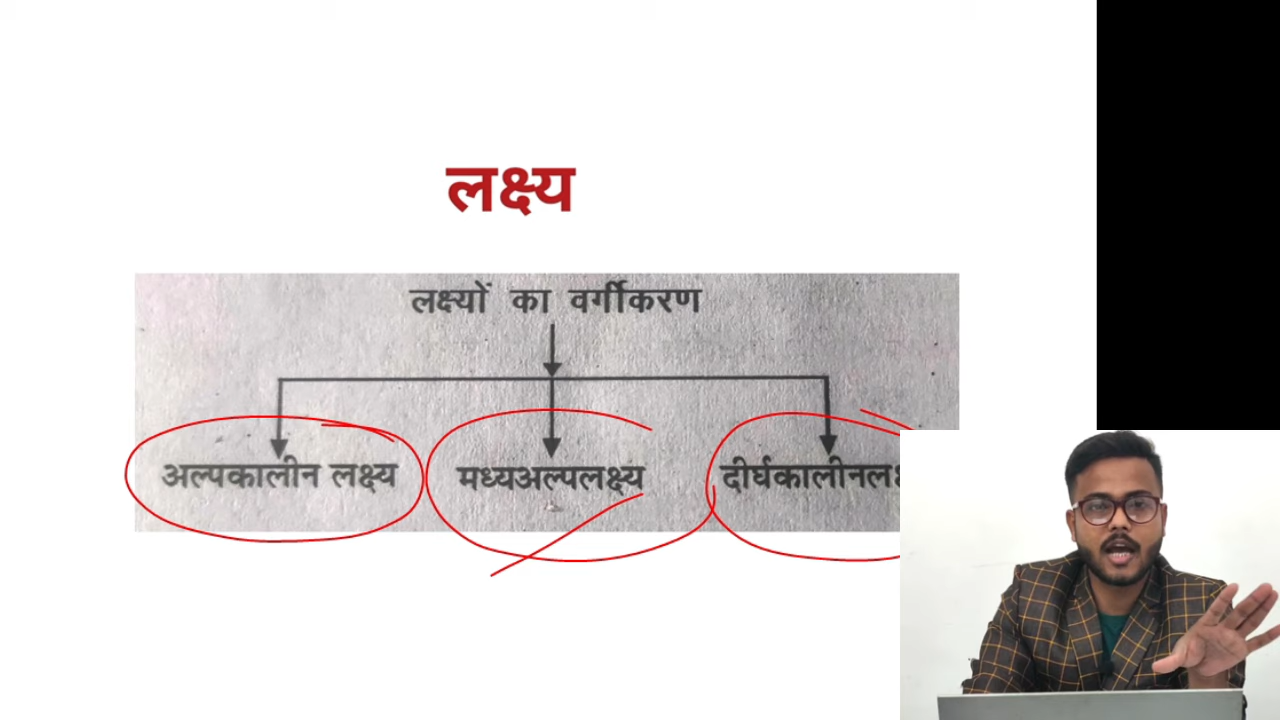 लक्ष्य
लक्ष्यों का वर्गीकरण
अल्पकालीन लक्ष्य मध्यअल्पलक्ष्य